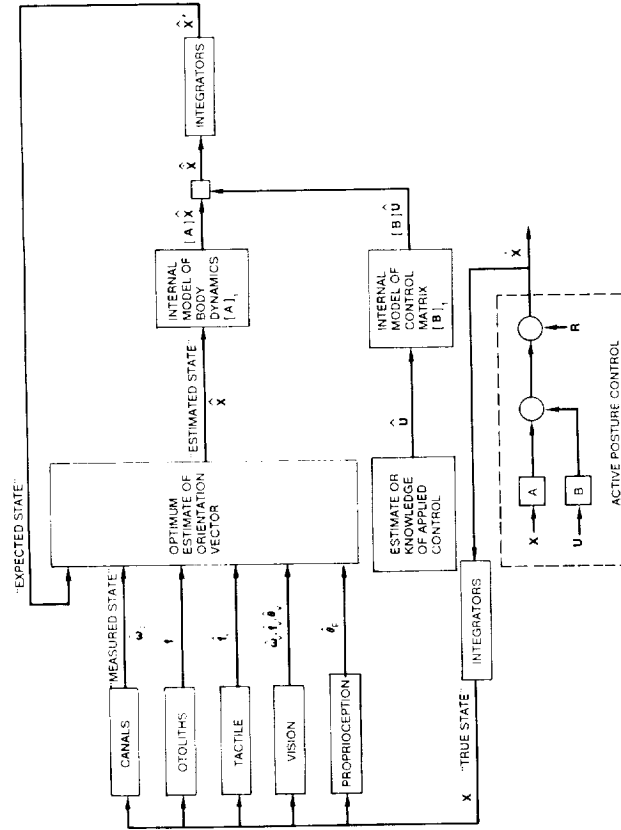 "EXPECTED STATE"
X̂'
INTEGRATORS
X̂
[A]X̂
INTERNAL
MODEL OF
BODY
DYNAMICS
[A]
"ESTIMATED STATE"
X̂
OPTIMUM
ESTIMATE OF
ORIENTATION
VECTOR
"MEASURED STATE"
CANALS
OTOLITHS
TACTILE
VISION
PROPRIOCEPTION
[B]Û
INTERNAL
MODEL OF
CONTROL
MATRIX
[B]
Û
ESTIMATE OR
KNOWLEDGE
OF APPLIED
CONTROL
X
"TRUE STATE"
INTEGRATORS
Ẋ
X
A
U
B
R
ACTIVE POSTURE CONTROL